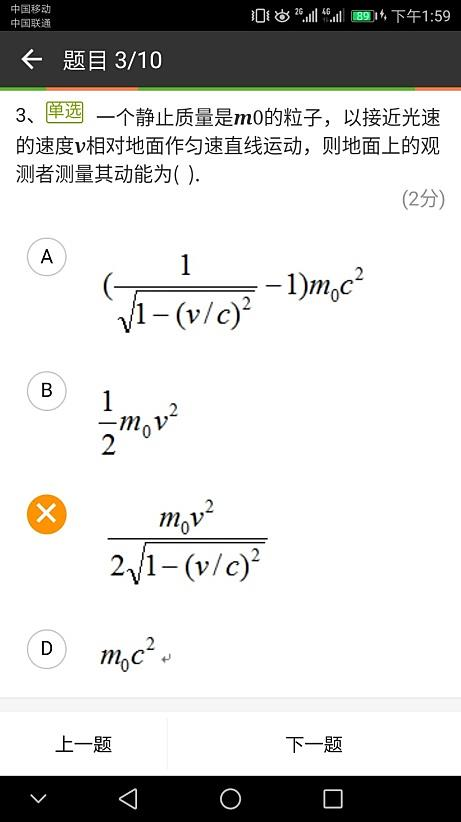 中国移动
中国联通
2G 4G 89 下午1:59
题目 3/10
3、单选 一个静止质量是m0的粒子，以接近光速
的速度v相对地面作匀速直线运动，则地面上的观
测者测量其动能为( ).
(2分)
A (1/√(1−(v/c)²) −1)m₀c²
B 1/2 m₀v²
m₀v²/2√(1−(v/c)²)
D m₀c²↵
上一题 下一题